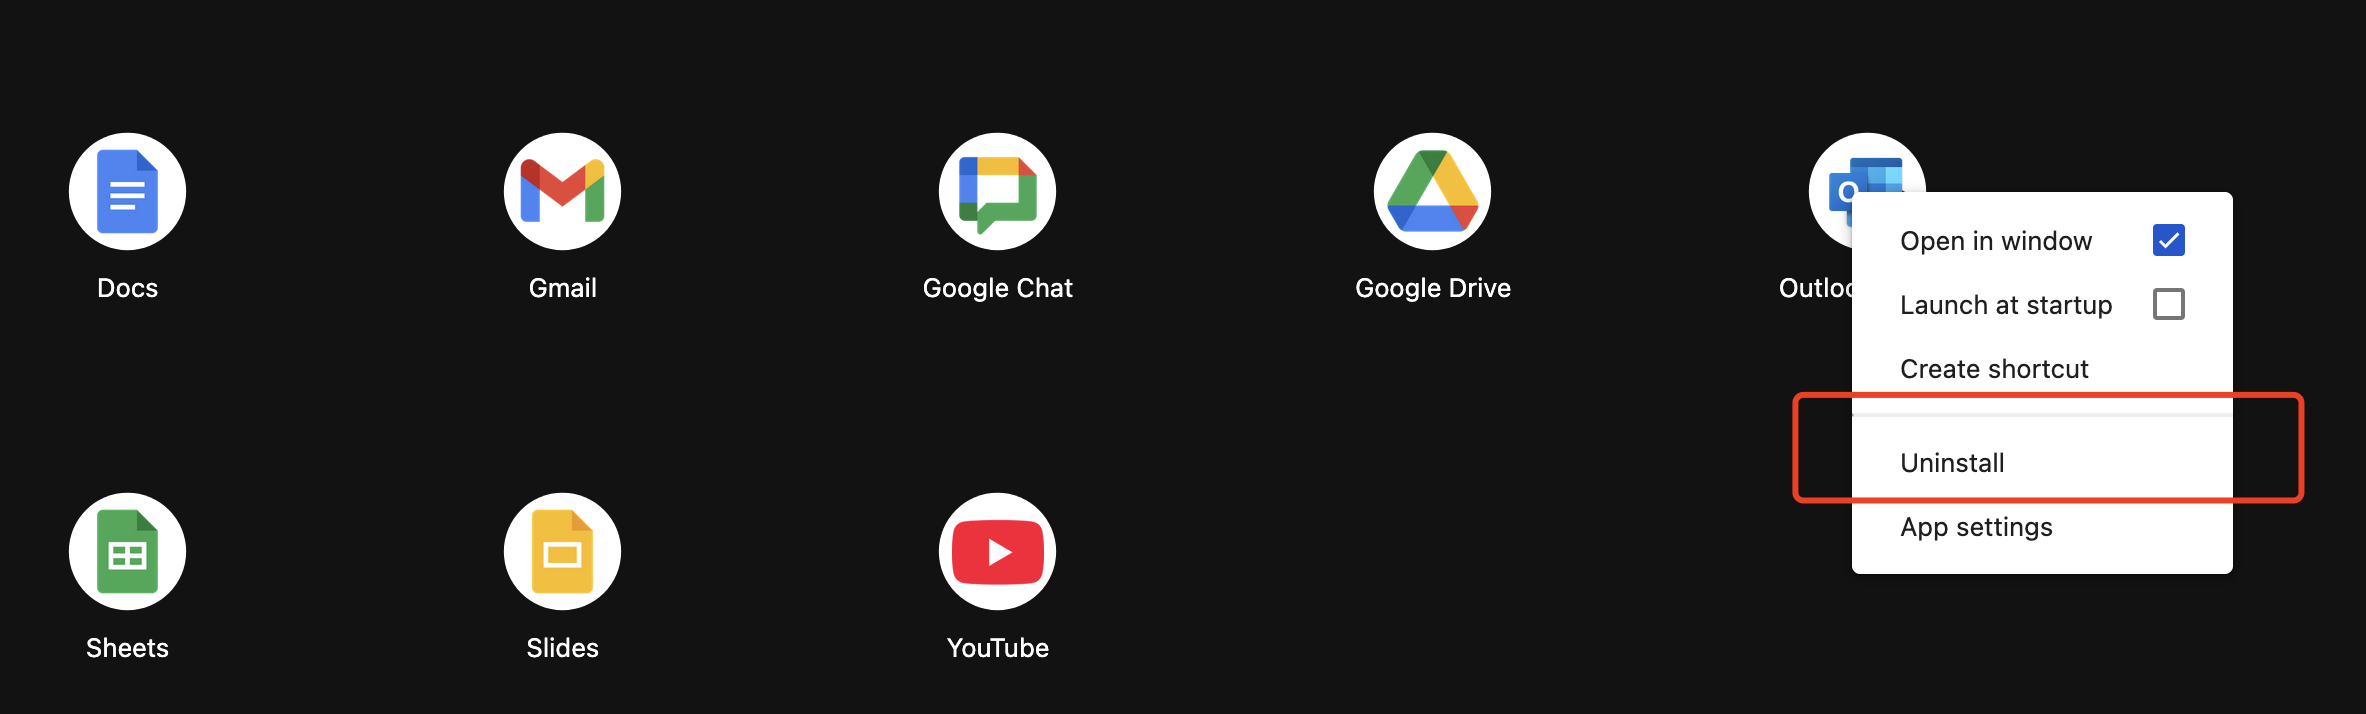 Docs
Gmail
Google Chat
Google Drive
O
Open in window
Launch at startup
Create shortcut
Uninstall
App settings
Sheets
Slides
YouTube